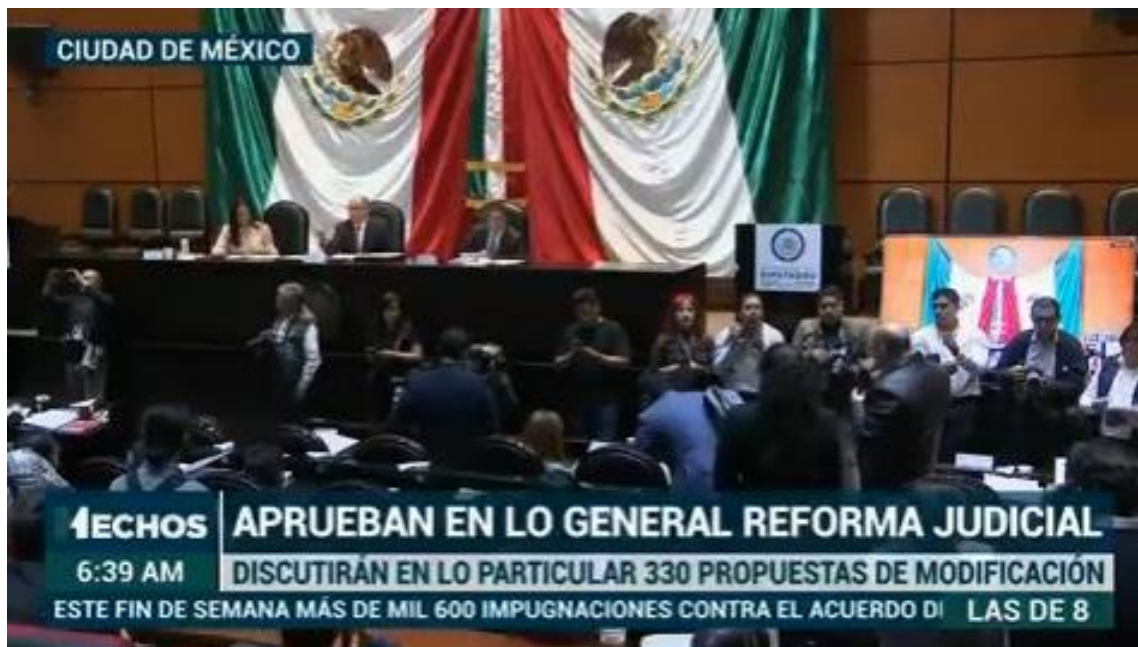 CIUDAD DE MÉXICO
DIPUTADOS
HECHOS
APRUEBAN EN LO GENERAL REFORMA JUDICIAL
6:39 AM
DISCUTIRÁN EN LO PARTICULAR 330 PROPUESTAS DE MODIFICACIÓN
ESTE FIN DE SEMANA MÁS DE MIL 600 IMPUGNACIONES CONTRA EL ACUERDO
LAS DE 8